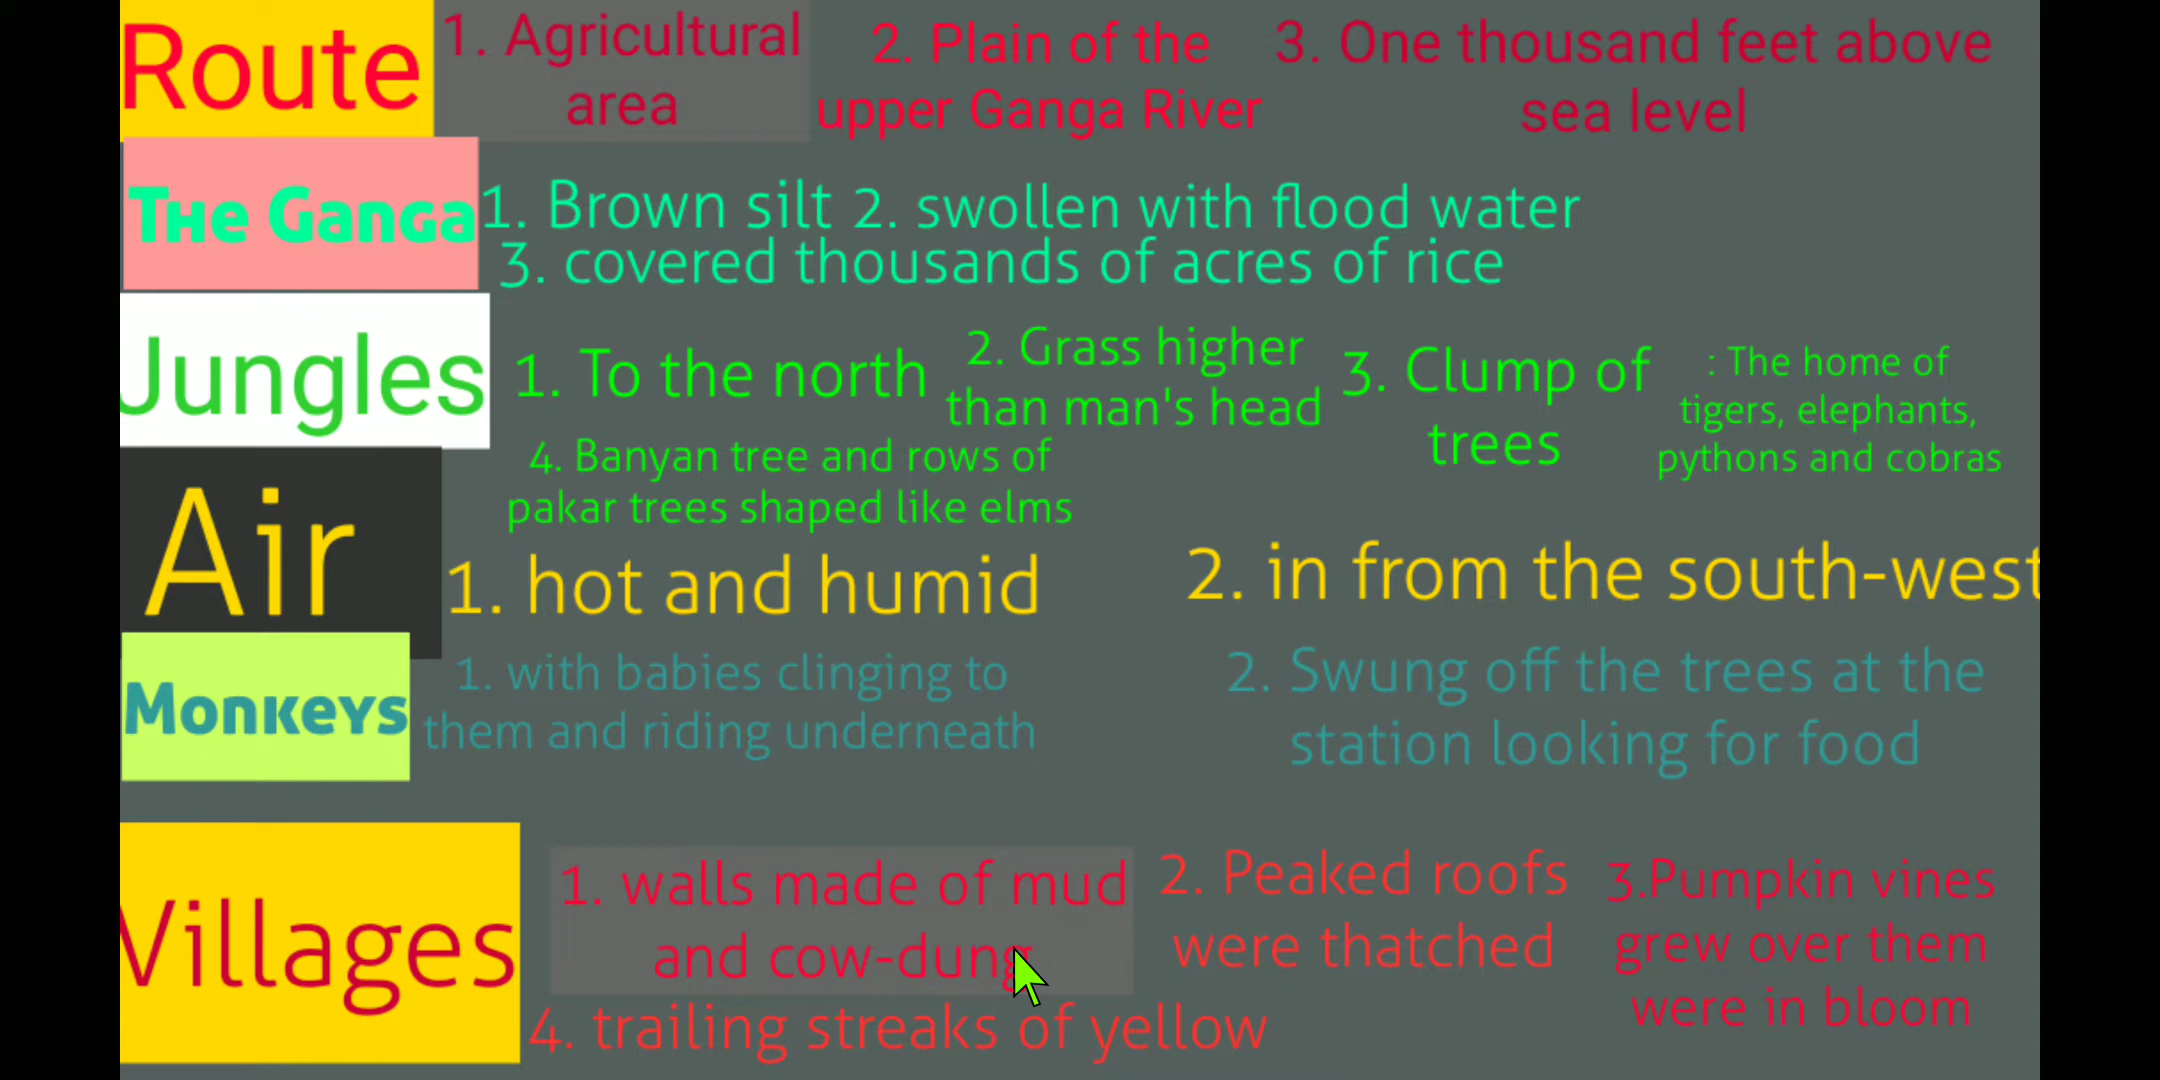 Route
1. Agricultural
area
2. Plain of the
upper Ganga River
3. One thousand feet above
sea level
The Ganga
1. Brown silt 2. swollen with flood water
3. covered thousands of acres of rice
Jungles
1. To the north
2. Grass higher
than man's head
3. Clump of
trees
: The home of
tigers, elephants,
pythons and cobras
4. Banyan tree and rows of
pakar trees shaped like elms
Air
1. hot and humid
2. in from the south-west
Monkeys
1. with babies clinging to
them and riding underneath
2. Swung off the trees at the
station looking for food
Villages
1. walls made of mud
and cow-dung
2. Peaked roofs
were thatched
3.Pumpkin vines
grew over them
were in bloom
4. trailing streaks of yellow